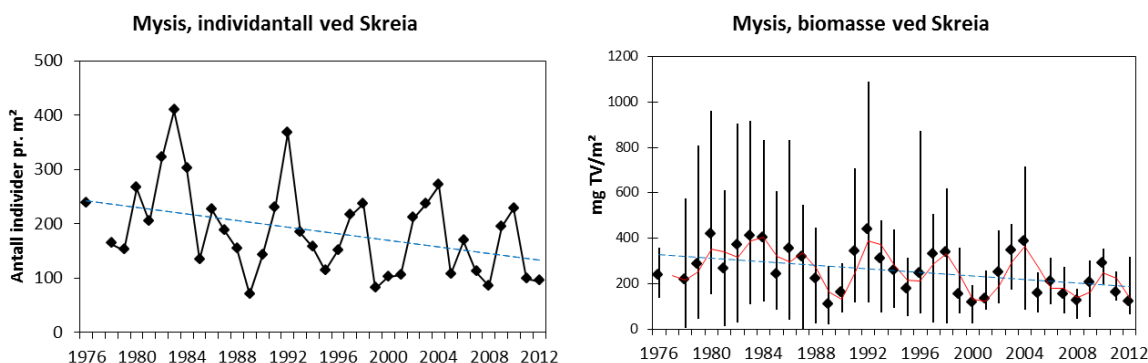 Mysis, individantall ved Skreia
Antall individer pr. m²
500
400
300
200
100
0
1976 1980 1984 1988 1992 1996 2000 2004 2008 2012
Mysis, biomasse ved Skreia
mg TV/m²
1200
1000
800
600
400
200
0
1976 1980 1984 1988 1992 1996 2000 2004 2008 2012